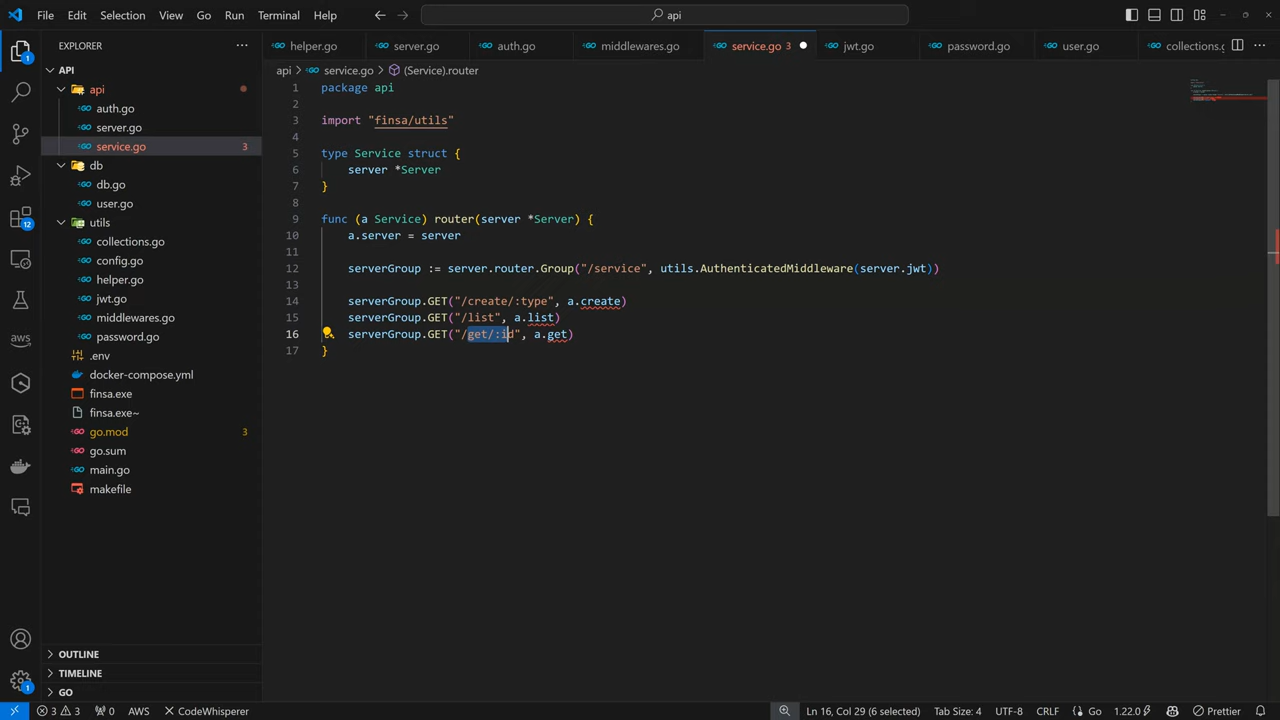 File Edit Selection View Go Run Terminal Help
api
EXPLORER
helper.go server.go auth.go middlewares.go service.go 3 jwt.go password.go user.go collections.g
api > service.go > (Service).router
API
api
auth.go
server.go
service.go 3
db
db.go
user.go
utils
collections.go
config.go
helper.go
jwt.go
middlewares.go
password.go
.env
docker-compose.yml
finsa.exe
finsa.exe~
go.mod 3
go.sum
main.go
makefile
OUTLINE
TIMELINE
GO
1 package api
2
3 import "finsa/utils"
4
5 type Service struct {
6 server *Server
7 }
8
9 func (a Service) router(server *Server) {
10 a.server = server
11
12 serverGroup := server.router.Group("/service", utils.AuthenticatedMiddleware(server.jwt))
13
14 serverGroup.GET("/create/:type", a.create)
15 serverGroup.GET("/list", a.list)
16 serverGroup.GET("/get/:id", a.get)
17 }
1
12
aws
1
3 3 0 AWS CodeWhisperer Ln 16, Col 29 (6 selected) Tab Size: 4 UTF-8 CRLF Go 1.22.0 Prettier